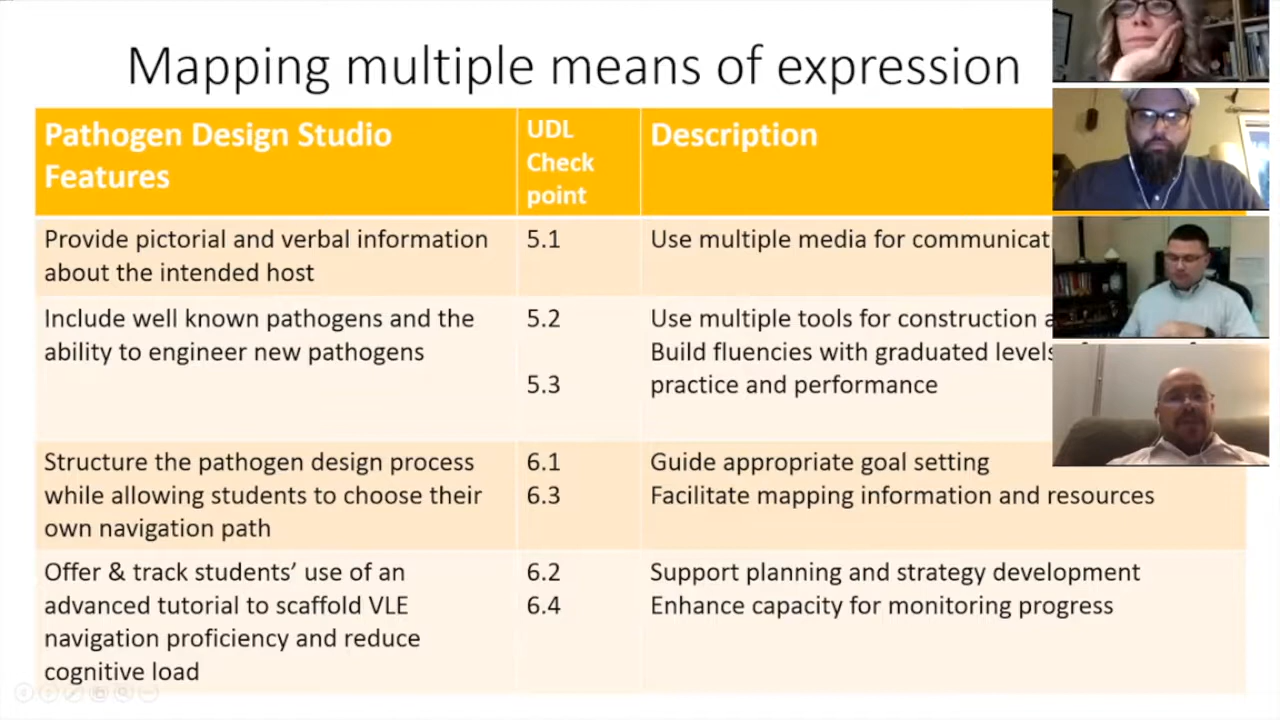 Mapping multiple means of expression
Pathogen Design Studio
Features
UDL
Check
point
Description
Provide pictorial and verbal information
about the intended host
5.1
Use multiple media for
Include well known pathogens and the
ability to engineer new pathogens
5.2
5.3
Use multiple tools for construction
Build fluencies with graduated levels
practice and performance
Structure the pathogen design process
while allowing students to choose their
own navigation path
6.1
6.3
Guide appropriate goal setting
Facilitate mapping information and resources
Offer & track students’ use of an
advanced tutorial to scaffold VLE
navigation proficiency and reduce
cognitive load
6.2
6.4
Support planning and strategy development
Enhance capacity for monitoring progress